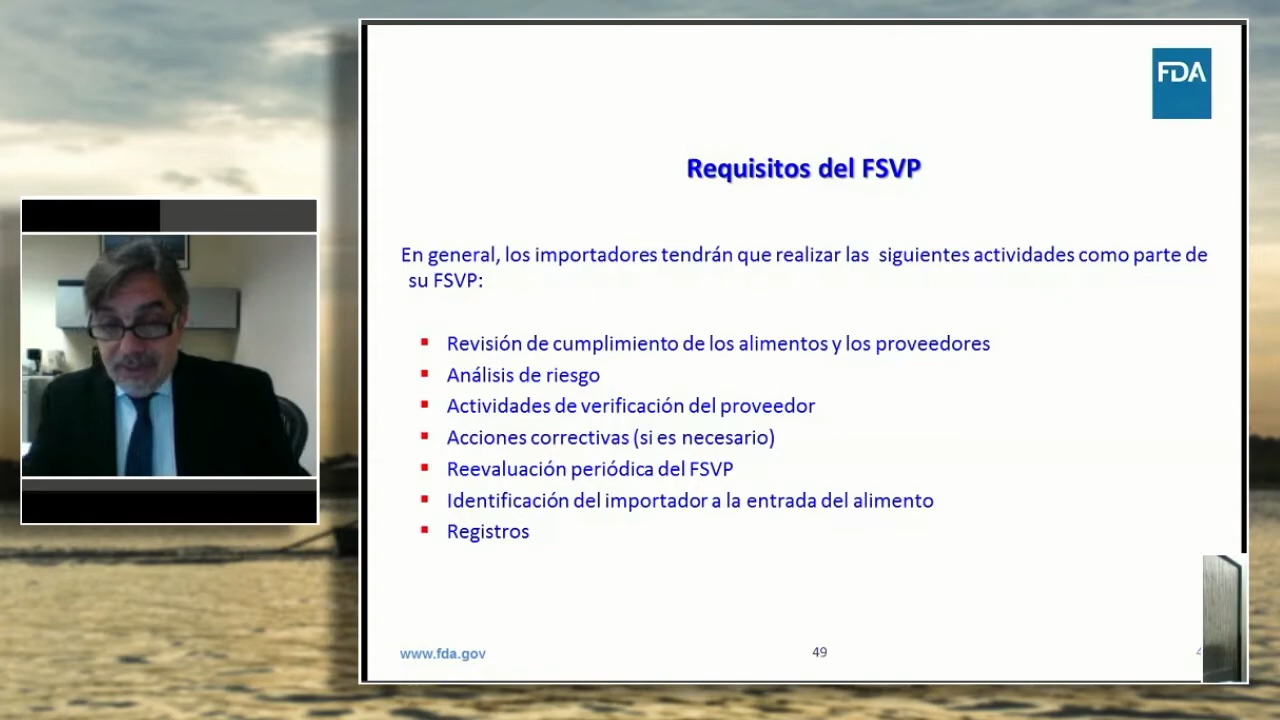 FDA
Requisitos del FSVP
En general, los importadores tendrán que realizar las siguientes actividades como parte de
su FSVP:
Revisión de cumplimiento de los alimentos y los proveedores
Análisis de riesgo
Actividades de verificación del proveedor
Acciones correctivas (si es necesario)
Reevaluación periódica del FSVP
Identificación del importador a la entrada del alimento
Registros
www.fda.gov
49